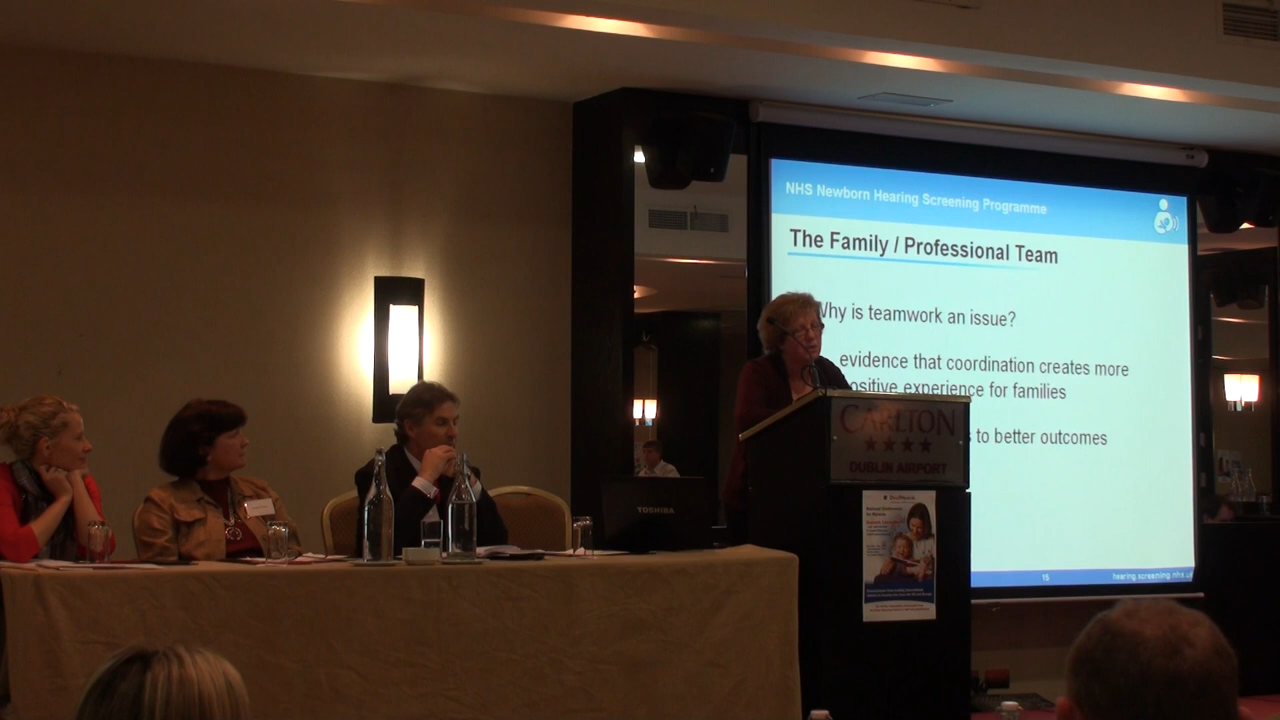 NHS Newborn Hearing Screening Programme
The Family / Professional Team
Why is teamwork an issue?
evidence that coordination creates more
positive experience for families
s to better outcomes
15
hearing.screening.nhs.u
CARLTON
DUBLIN AIRPORT
TOSHIBA